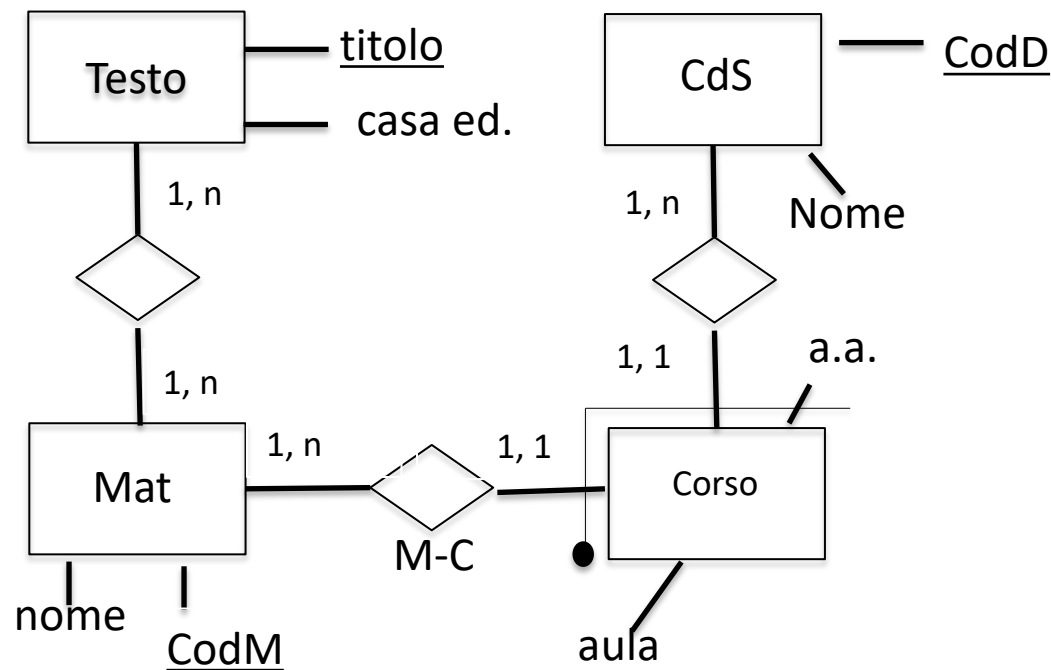 titolo
Testo
casa ed.
CdS
CodD
Nome
1, n
1, n
1, 1
a.a.
1, n
Mat
1, n
1, 1
Corso
M-C
nome
CodM
aula